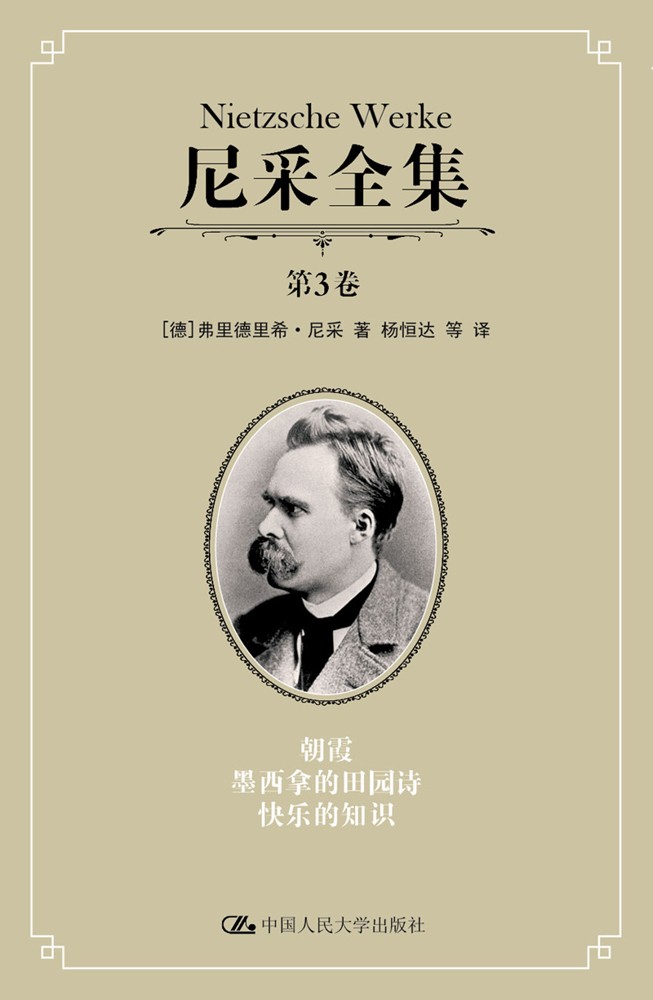 Nietzsche Werke
尼采全集
第3卷
[德]弗里德里希·尼采 著 杨恒达 等 译
朝霞
墨西拿的田园诗
快乐的知识
中国人民大学出版社